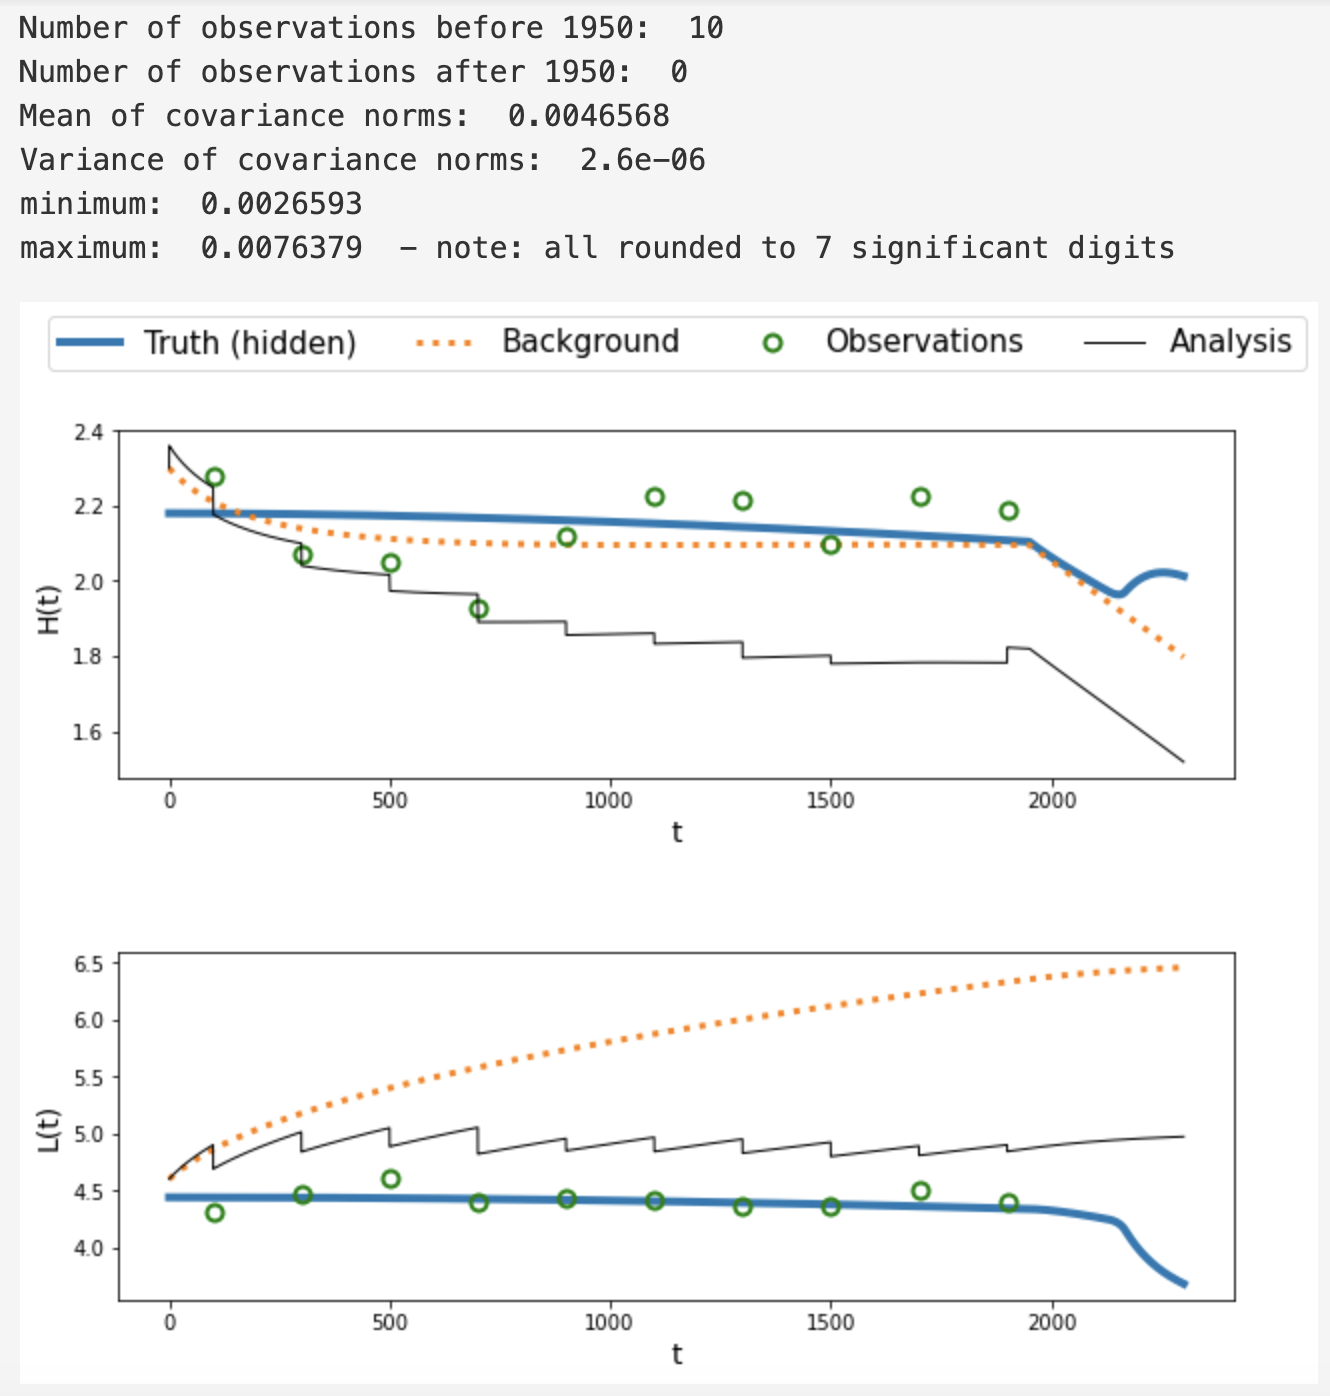 Number of observations before 1950:  10
Number of observations after 1950:  0
Mean of covariance norms:  0.0046568
Variance of covariance norms:  2.6e-06
minimum:  0.0026593
maximum:  0.0076379  - note: all rounded to 7 significant digits
Truth (hidden) Background Observations Analysis
2.4
2.2
2.0
1.8
1.6
H(t)
0 500 1000 1500 2000
t
6.5
6.0
5.5
5.0
4.5
4.0
L(t)
0 500 1000 1500 2000
t